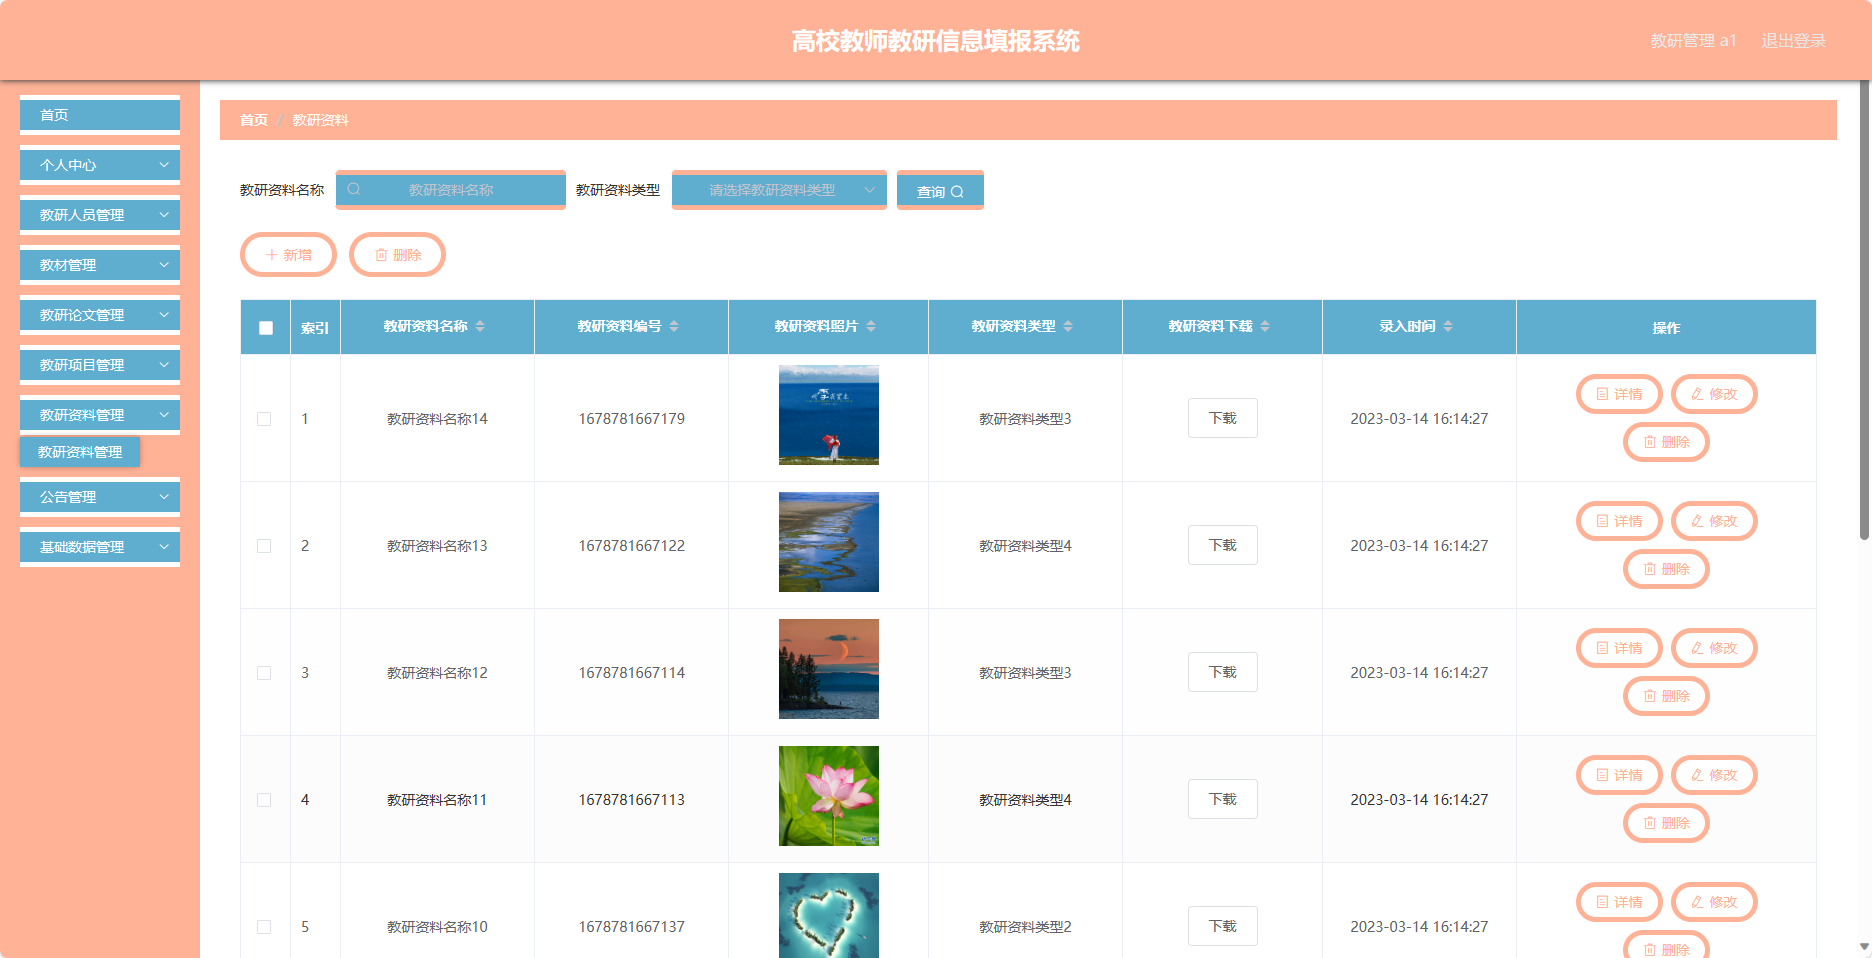 高校教师教研信息填报系统
教研管理 a1 退出登录
首页
个人中心
教研人员管理
教材管理
教研论文管理
教研项目管理
教研资料管理
教研资料管理
公告管理
基础数据管理
首页 / 教研资料
教研资料名称 教研资料名称 教研资料类型 请选择教研资料类型 查询
新增 删除
索引 教研资料名称 教研资料编号 教研资料照片 教研资料类型 教研资料下载 录入时间 操作
1 教研资料名称14 1678781667179 教研资料类型3 下载 2023-03-14 16:14:27 详情 修改
删除
2 教研资料名称13 1678781667122 教研资料类型4 下载 2023-03-14 16:14:27 详情 修改
删除
3 教研资料名称12 1678781667114 教研资料类型3 下载 2023-03-14 16:14:27 详情 修改
删除
4 教研资料名称11 1678781667113 教研资料类型4 下载 2023-03-14 16:14:27 详情 修改
删除
5 教研资料名称10 1678781667137 教研资料类型2 下载 2023-03-14 16:14:27 详情 修改
删除